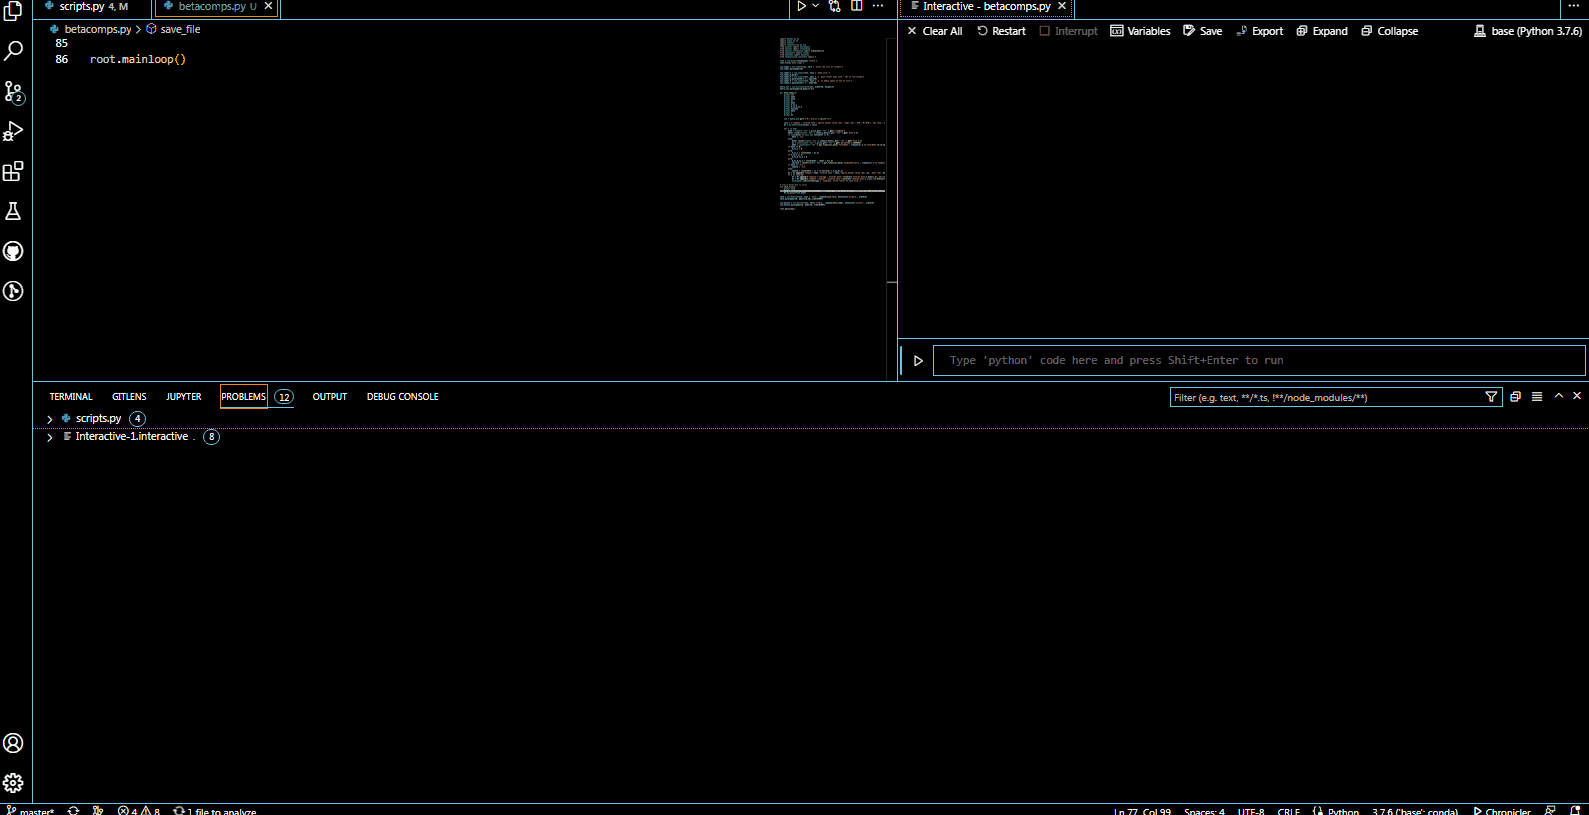 scripts.py 4, M
betacomps.py U
Interactive - betacomps.py
betacomps.py > save_file
Clear All Restart Interrupt Variables Save Export Expand Collapse base (Python 3.7.6)
85
86 root.mainloop()
Type 'python' code here and press Shift+Enter to run
TERMINAL GITLENS JUPYTER PROBLEMS 12 OUTPUT DEBUG CONSOLE
Filter (e.g. text, **/*.ts, !**/node_modules/**)
scripts.py 4
Interactive-1.interactive . 8
2
master* 4 8 1 file to analyze
Ln 77, Col 99 Spaces: 4 UTF-8 CRLF Python 3.7.6 ('base': conda) Chronicler